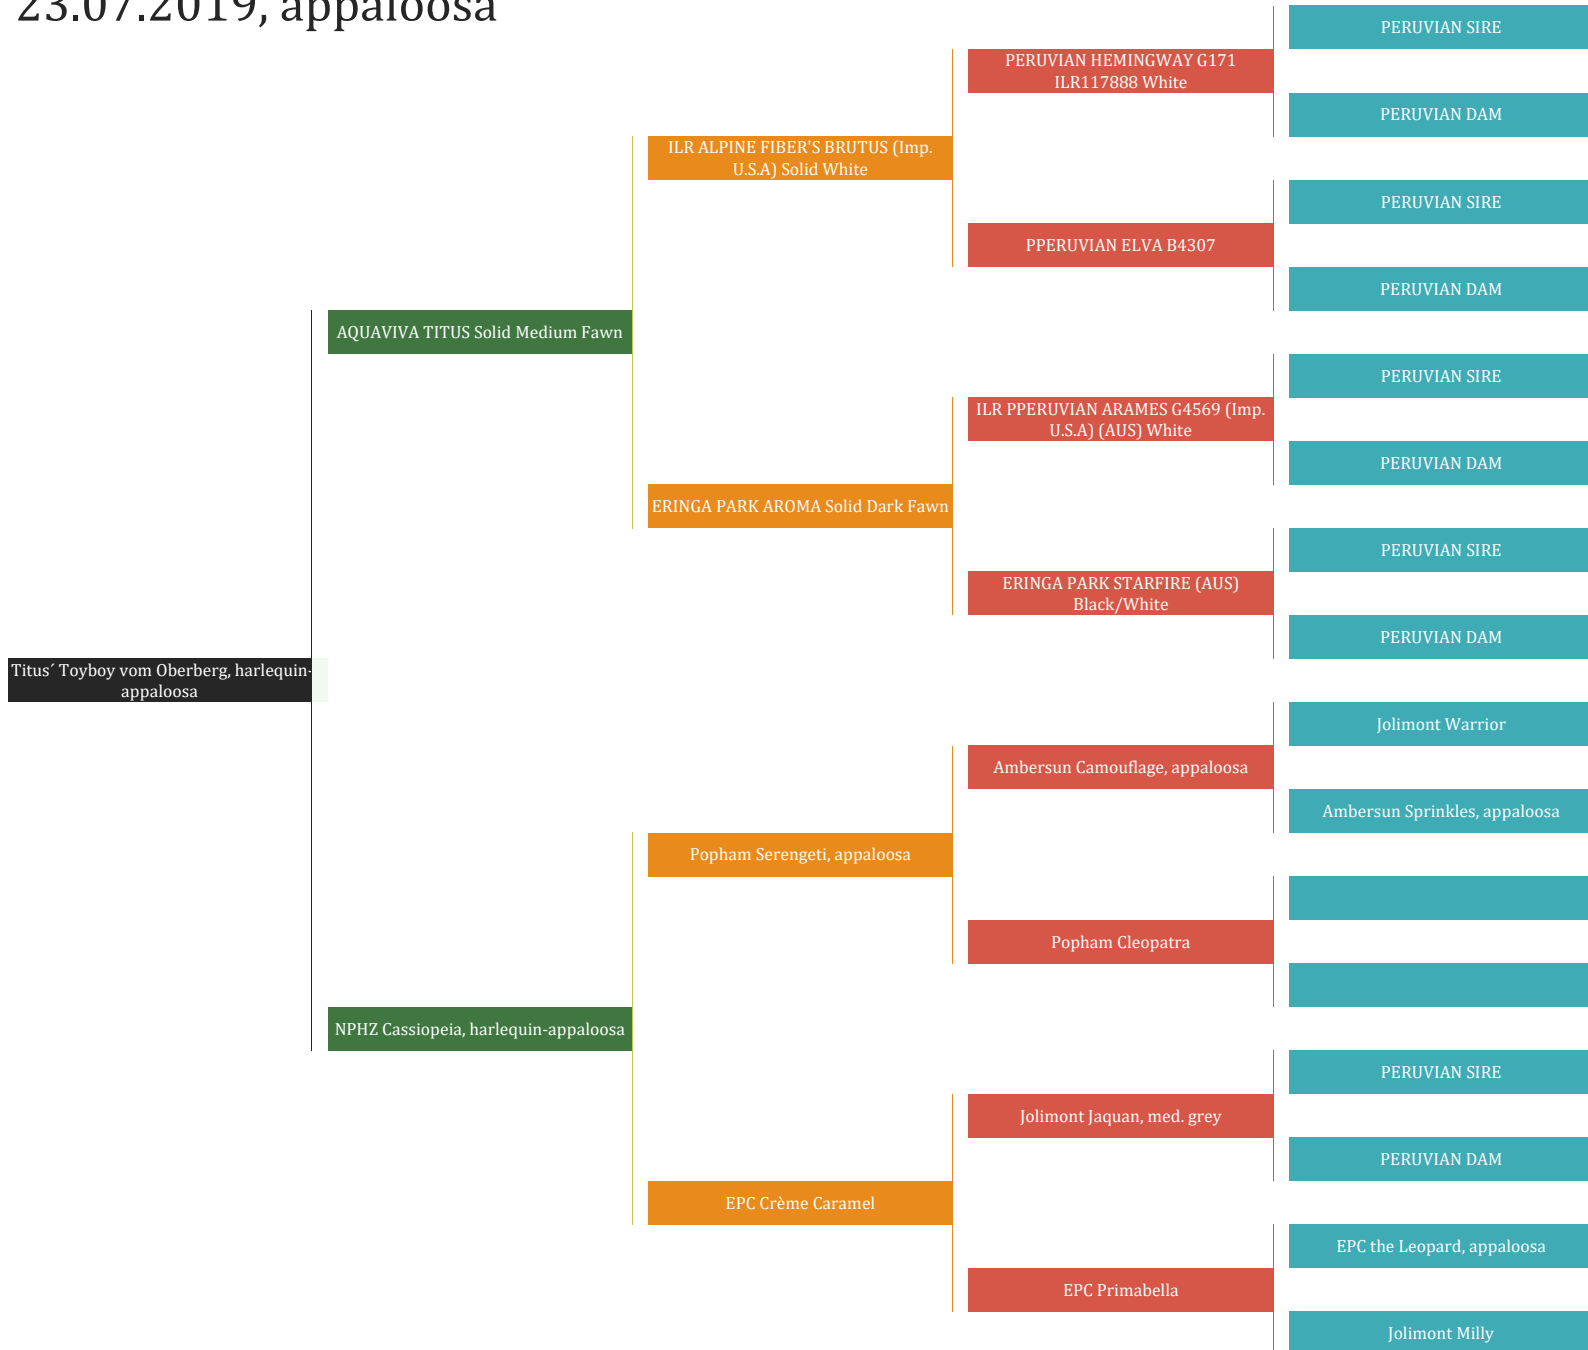 23.07.2019, appaloosa
PERUVIAN SIRE
PERUVIAN HEMINGWAY G171
ILR117888 White
PERUVIAN DAM
ILR ALPINE FIBER'S BRUTUS (Imp.
U.S.A) Solid White
PERUVIAN SIRE
PPERUVIAN ELVA B4307
PERUVIAN DAM
AQUAVIVA TITUS Solid Medium Fawn
PERUVIAN SIRE
ILR PPERUVIAN ARAMES G4569 (Imp.
U.S.A) (AUS) White
PERUVIAN DAM
ERINGA PARK AROMA Solid Dark Fawn
PERUVIAN SIRE
ERINGA PARK STARFIRE (AUS)
Black/White
PERUVIAN DAM
Titus´ Toyboy vom Oberberg, harlequin-
appaloosa
Jolimont Warrior
Ambersun Camouflage, appaloosa
Ambersun Sprinkles, appaloosa
Popham Serengeti, appaloosa
Popham Cleopatra
NPHZ Cassiopeia, harlequin-appaloosa
PERUVIAN SIRE
Jolimont Jaquan, med. grey
PERUVIAN DAM
EPC Crème Caramel
EPC the Leopard, appaloosa
EPC Primabella
Jolimont Milly